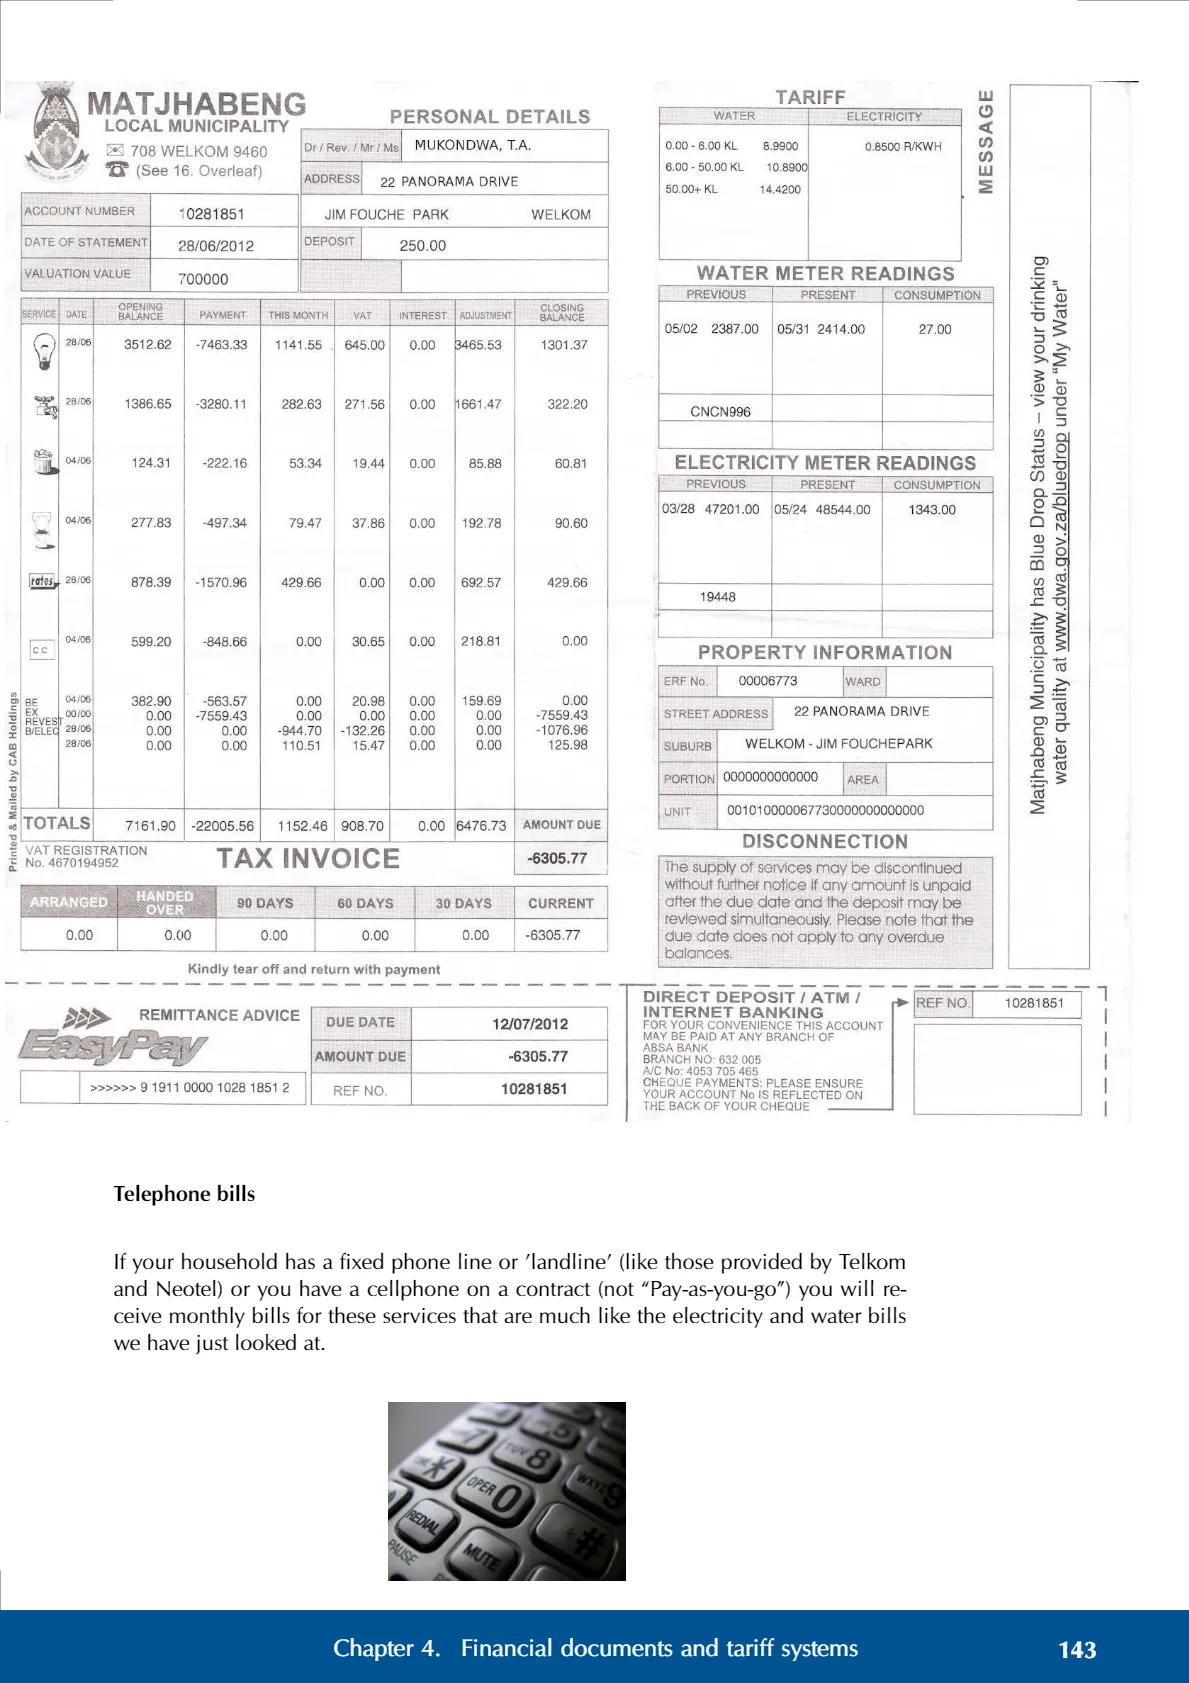 MATJHABENG
LOCAL MUNICIPALITY
708 WELKOM 9460
(See 16. Overleaf)
PERSONAL DETAILS
Dr / Rev. / Mr / Ms MUKONDWA, T.A.
ADDRESS 22 PANORAMA DRIVE
JIM FOUCHE PARK WELKOM
DEPOSIT 250.00
ACCOUNT NUMBER 10281851
DATE OF STATEMENT 28/06/2012
VALUATION VALUE 700000
SERVICE DATE OPENING BALANCE PAYMENT THIS MONTH VAT INTEREST ADJUSTMENT CLOSING BALANCE
28/06 3512.62 -7463.33 1141.55 645.00 0.00 3465.53 1301.37
28/06 1386.65 -3280.11 282.63 271.56 0.00 1661.47 322.20
04/06 124.31 -222.16 53.34 19.44 0.00 85.88 60.81
04/06 277.83 -497.34 79.47 37.86 0.00 192.78 90.60
rates 28/06 878.39 -1570.96 429.66 0.00 0.00 692.57 429.66
cc 04/06 599.20 -848.66 0.00 30.65 0.00 218.81 0.00
BE 04/06 382.90 -563.57 0.00 20.98 0.00 159.69 0.00
EX 00/00 0.00 -7559.43 0.00 0.00 0.00 0.00 -7559.43
REVEST 28/06 0.00 0.00 -944.70 -132.26 0.00 0.00 -1076.96
B/ELEC 28/06 0.00 0.00 110.51 15.47 0.00 0.00 125.98
TOTALS 7161.90 -22005.56 1152.46 908.70 0.00 6476.73 AMOUNT DUE
VAT REGISTRATION
No. 4670194952
TAX INVOICE
-6305.77
ARRANGED HANDED OVER 90 DAYS 60 DAYS 30 DAYS CURRENT
0.00 0.00 0.00 0.00 0.00 -6305.77
Printed & Mailed by CAB Holdings
Kindly tear off and return with payment
TARIFF
WATER ELECTRICITY
0.00 - 6.00 KL 8.9900 0.8500 R/KWH
6.00 - 50.00 KL 10.8900
50.00+ KL 14.4200
WATER METER READINGS
PREVIOUS PRESENT CONSUMPTION
05/02 2387.00 05/31 2414.00 27.00
CNCN996
ELECTRICITY METER READINGS
PREVIOUS PRESENT CONSUMPTION
03/28 47201.00 05/24 48544.00 1343.00
19448
PROPERTY INFORMATION
ERF No. 00006773 WARD
STREET ADDRESS 22 PANORAMA DRIVE
SUBURB WELKOM - JIM FOUCHEPARK
PORTION 0000000000000 AREA
UNIT 001010000067730000000000000
DISCONNECTION
The supply of services may be discontinued
without further notice if any amount is unpaid
after the due date and the deposit may be
reviewed simultaneously. Please note that the
due date does not apply to any overdue
balances.
MESSAGE
Matjhabeng Municipality has Blue Drop Status – view your drinking
water quality at www.dwa.gov.za/bluedrop under "My Water"
EasyPay
REMITTANCE ADVICE
>>>>>> 9 1911 0000 1028 1851 2
DUE DATE 12/07/2012
AMOUNT DUE -6305.77
REF NO. 10281851
DIRECT DEPOSIT / ATM /
INTERNET BANKING
FOR YOUR CONVENIENCE THIS ACCOUNT
MAY BE PAID AT ANY BRANCH OF
ABSA BANK
BRANCH NO: 632 005
A/C No: 4053 705 465
CHEQUE PAYMENTS: PLEASE ENSURE
YOUR ACCOUNT No IS REFLECTED ON
THE BACK OF YOUR CHEQUE
REF NO. 10281851
Telephone bills
If your household has a fixed phone line or ’landline’ (like those provided by Telkom
and Neotel) or you have a cellphone on a contract (not “Pay-as-you-go”) you will re-
ceive monthly bills for these services that are much like the electricity and water bills
we have just looked at.
5
7 TUV8
* OPER0 WXYZ9
REDIAL #
PAUSE MUTE
Chapter 4. Financial documents and tariff systems 143